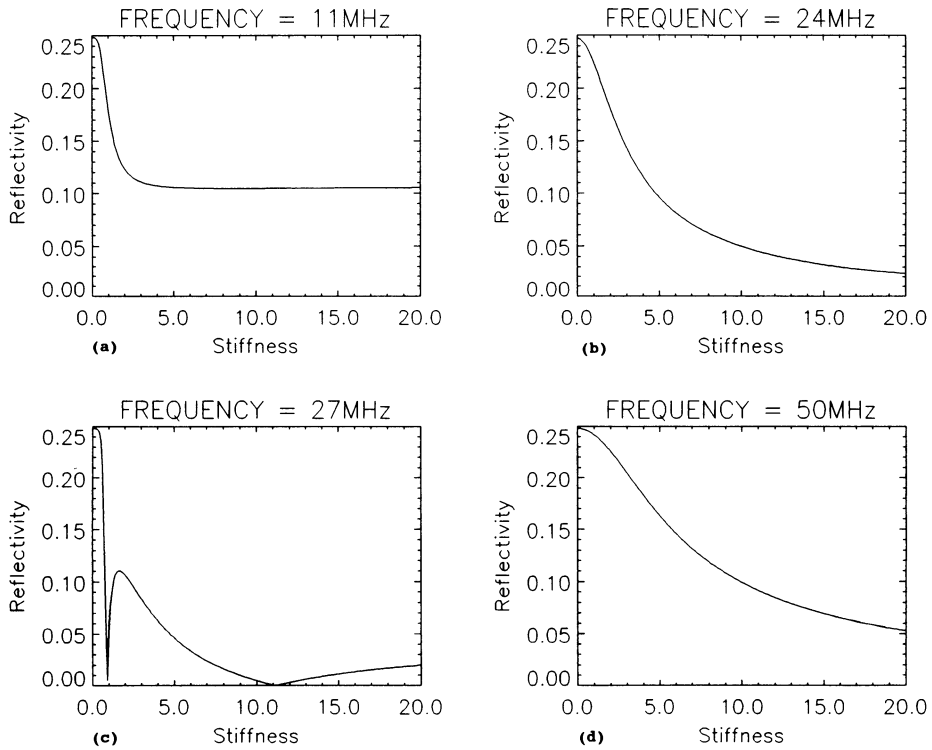 FREQUENCY = 11MHz
0.25
0.20
0.15
0.10
0.05
0.00
Reflectivity
0.0 5.0 10.0 15.0 20.0
(a) Stiffness
FREQUENCY = 24MHz
0.25
0.20
0.15
0.10
0.05
0.00
Reflectivity
0.0 5.0 10.0 15.0 20.0
(b) Stiffness
FREQUENCY = 27MHz
0.25
0.20
0.15
0.10
0.05
0.00
Reflectivity
0.0 5.0 10.0 15.0 20.0
(c) Stiffness
FREQUENCY = 50MHz
0.25
0.20
0.15
0.10
0.05
0.00
Reflectivity
0.0 5.0 10.0 15.0 20.0
(d) Stiffness